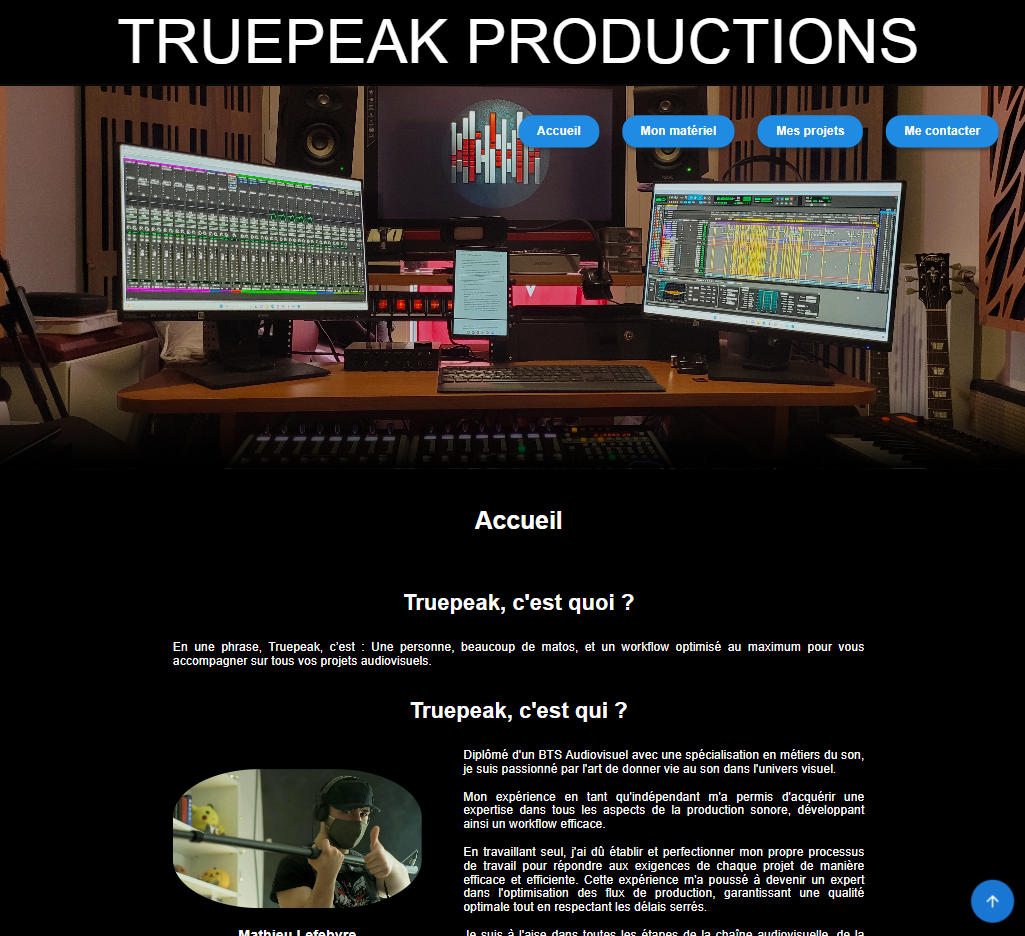 TRUEPEAK PRODUCTIONS
Accueil
Mon matériel
Mes projets
Me contacter
Accueil
Truepeak, c'est quoi ?
En une phrase, Truepeak, c'est : Une personne, beaucoup de matos, et un workflow optimisé au maximum pour vous
accompagner sur tous vos projets audiovisuels.
Truepeak, c'est qui ?
Diplômé d'un BTS Audiovisuel avec une spécialisation en métiers du son,
je suis passionné par l'art de donner vie au son dans l'univers visuel.
Mon expérience en tant qu'indépendant m'a permis d'acquérir une
expertise dans tous les aspects de la production sonore, développant
ainsi un workflow efficace.
En travaillant seul, j'ai dû établir et perfectionner mon propre processus
de travail pour répondre aux exigences de chaque projet de manière
efficace et efficiente. Cette expérience m'a poussé à devenir un expert
dans l'optimisation des flux de production, garantissant une qualité
optimale tout en respectant les délais serrés.
Mathieu Lefebvre
Je suis à l'aise dans toutes les étapes de la chaîne audiovisuelle, de la